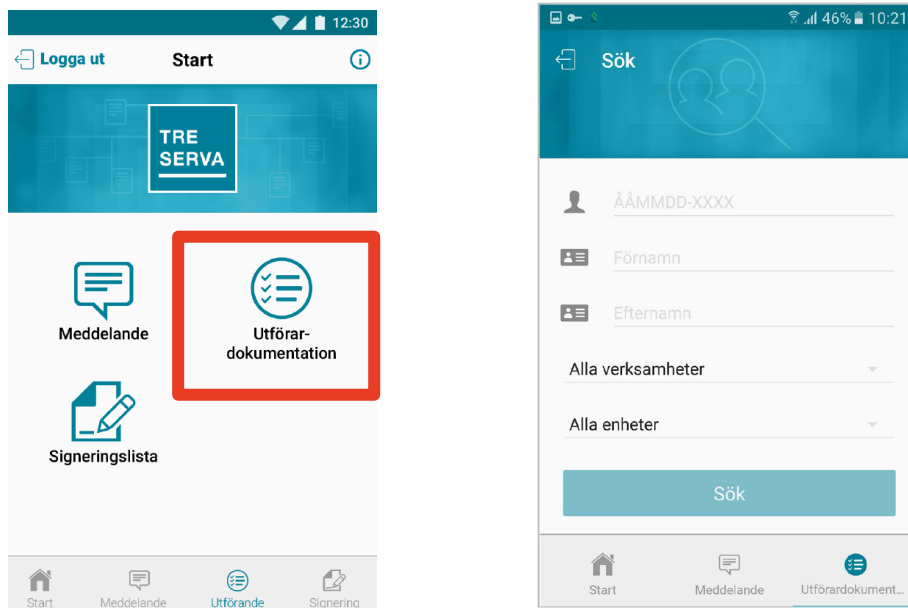 12:30
Logga ut
Start
TRE
SERVA
Meddelande
Utförar-
dokumentation
Signeringslista
Start
Meddelande
Utförande
Signering
46% 10:21
Sök
ÅÅMMDD-XXXX
Förnamn
Efternamn
Alla verksamheter
Alla enheter
Sök
Start
Meddelande
Utförardokument...